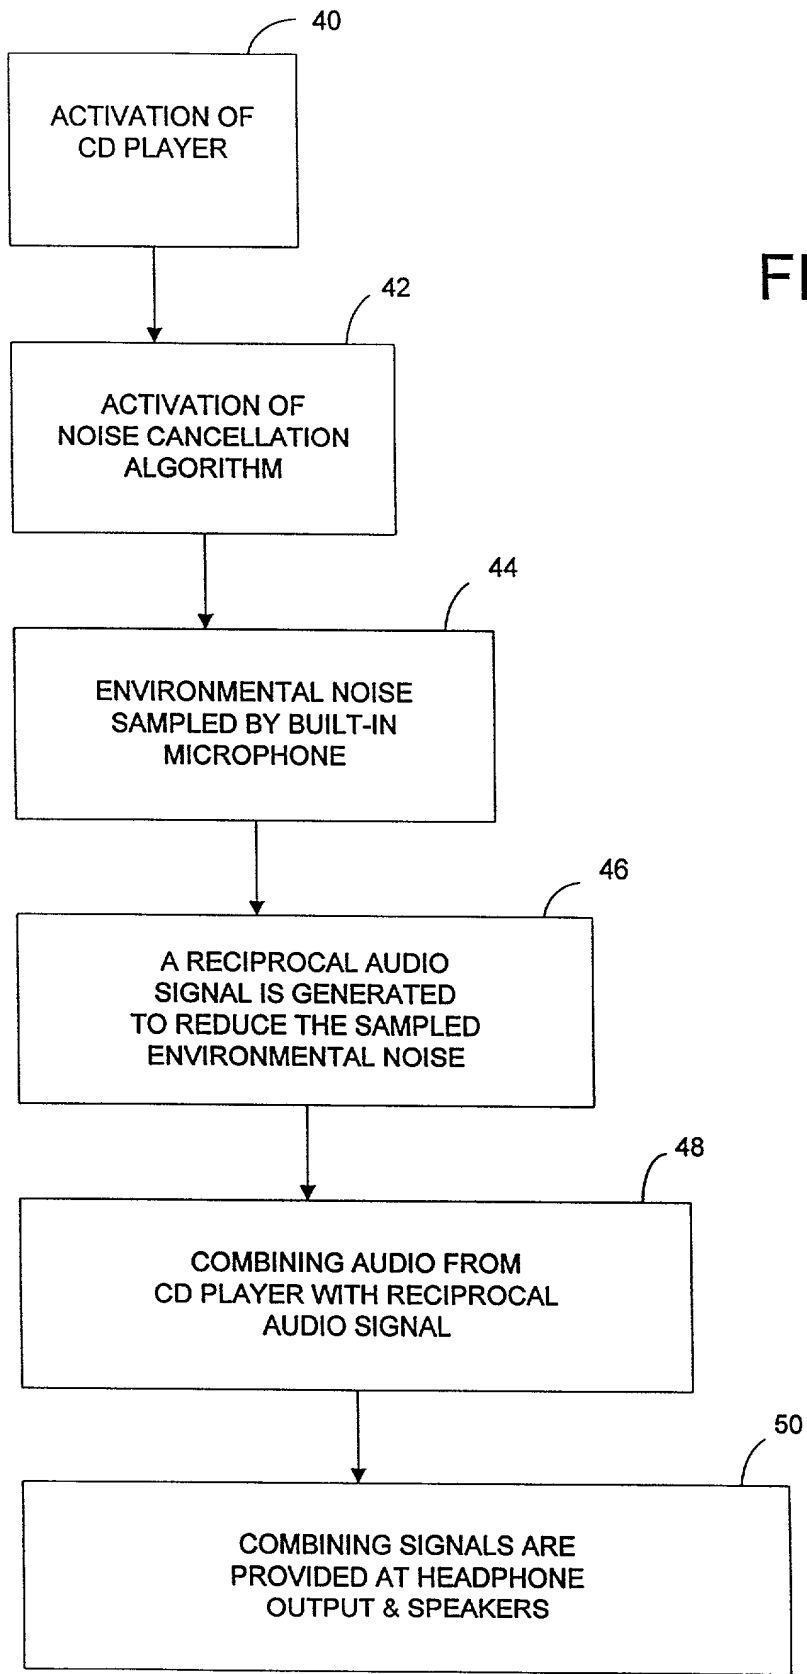 40
ACTIVATION OF
CD PLAYER
42
ACTIVATION OF
NOISE CANCELLATION
ALGORITHM
44
ENVIRONMENTAL NOISE
SAMPLED BY BUILT-IN
MICROPHONE
46
A RECIPROCAL AUDIO
SIGNAL IS GENERATED
TO REDUCE THE SAMPLED
ENVIRONMENTAL NOISE
48
COMBINING AUDIO FROM
CD PLAYER WITH RECIPROCAL
AUDIO SIGNAL
50
COMBINING SIGNALS ARE
PROVIDED AT HEADPHONE
OUTPUT & SPEAKERS